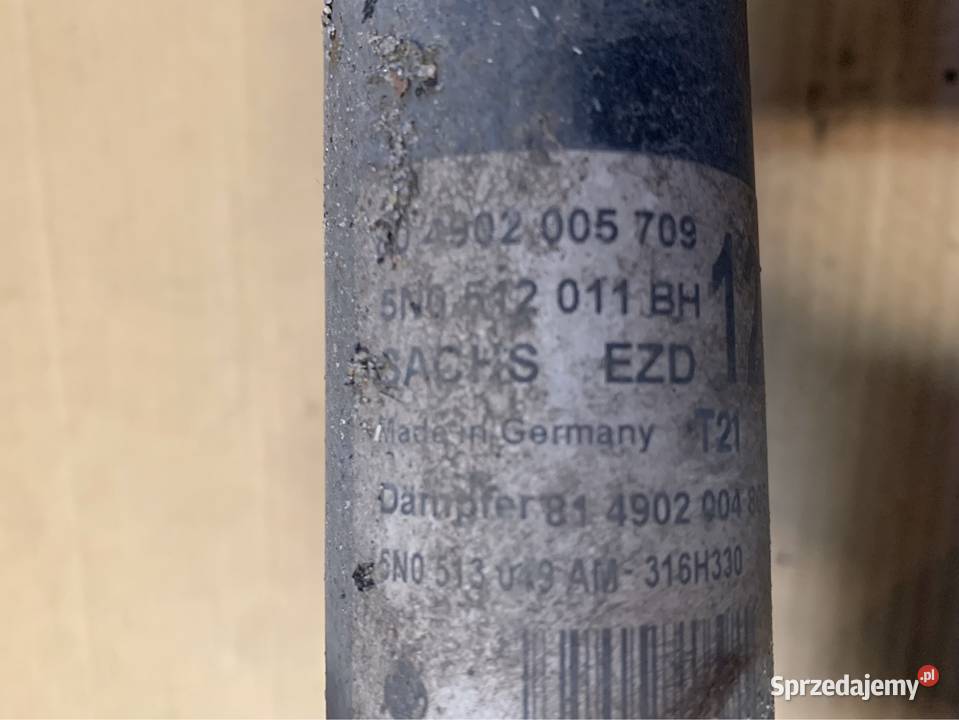 4902 005 709
5N0 512 011 BH
SACHS EZD
Made in Germany T21
Dämpfer 81 4902 004
5N0 513 049 AM- 316H330
Sprzedajemy.pl